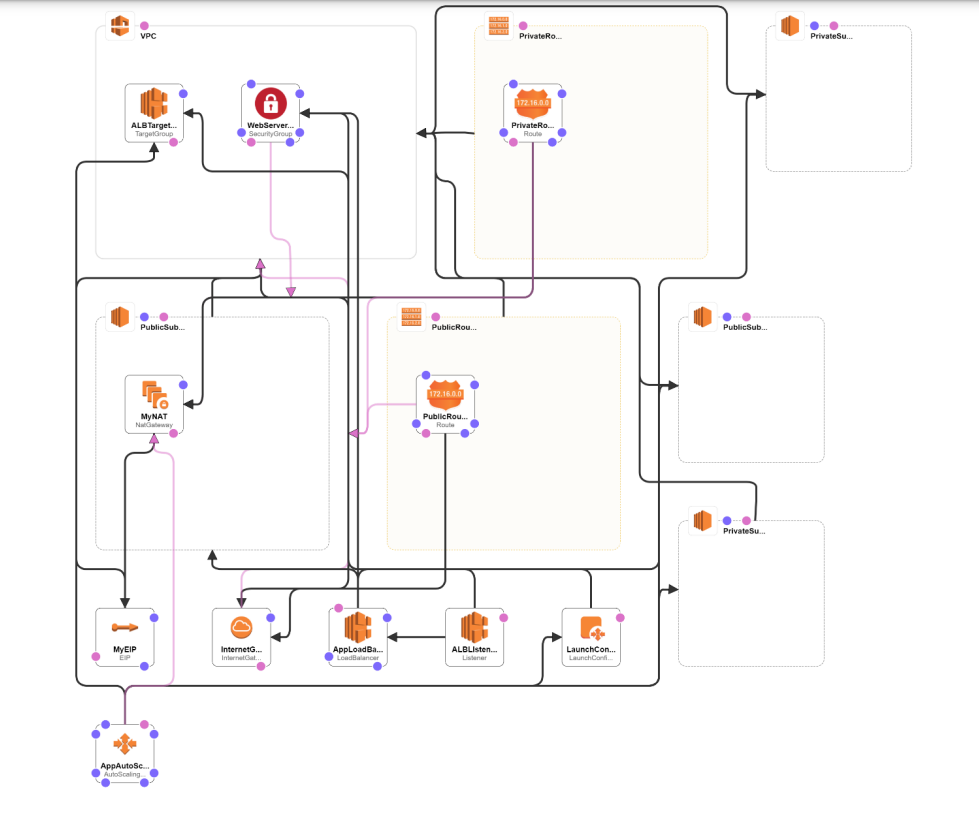 VPC
PrivateRo...
PrivateSu...
ALBTarget...
TargetGroup
WebServer...
SecurityGroup
172.16.0.0
PrivateRo...
Route
PublicSub...
PublicRou...
PublicSub...
MyNAT
NatGateway
172.16.0.0
PublicRou...
Route
PrivateSu...
MyEIP
EIP
InternetG...
InternetGat...
AppLoadBa...
LoadBalancer
ALBListen...
Listener
LaunchCon...
LaunchConfi...
AppAutoSc...
AutoScaling...